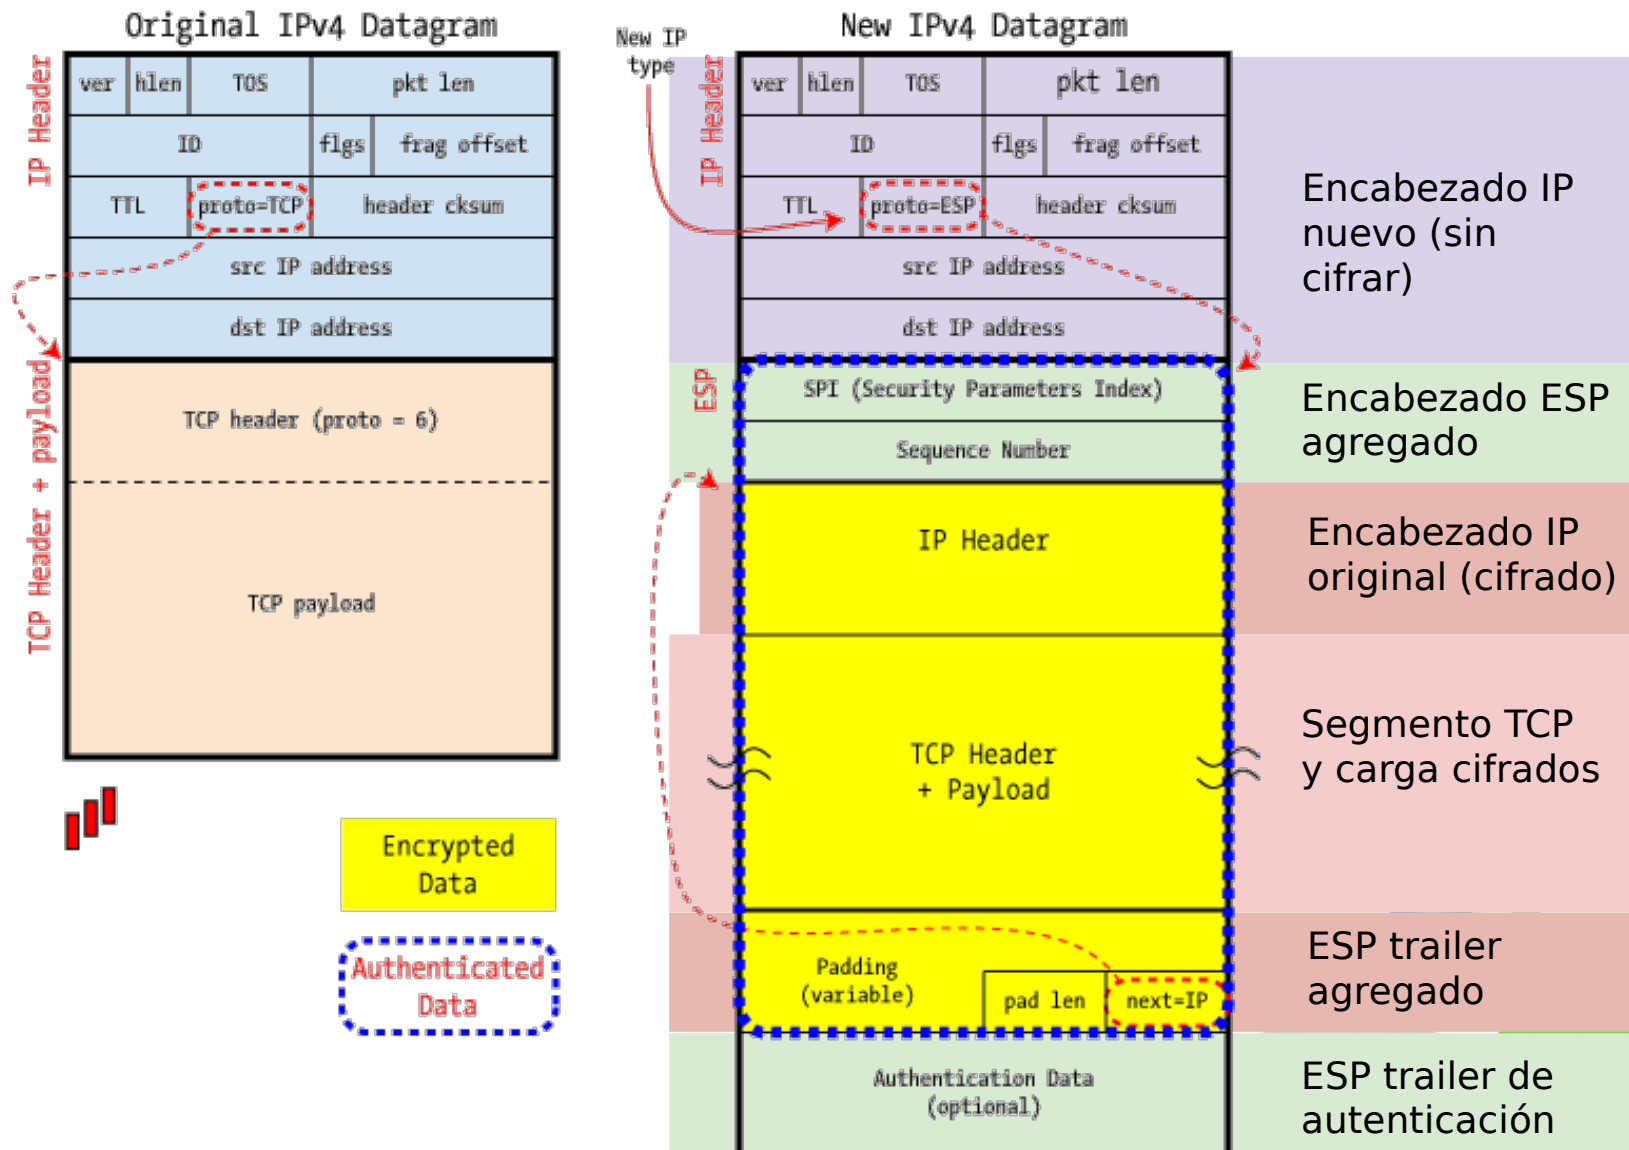 Original IPv4 Datagram
IP Header
ver hlen TOS pkt len
ID flgs frag offset
TTL proto=TCP header cksum
src IP address
dst IP address
TCP Header + payload
TCP header (proto = 6)
TCP payload
Encrypted
Data
Authenticated
Data
New IP
type
New IPv4 Datagram
IP Header
ver hlen TOS pkt len
ID flgs frag offset
TTL proto=ESP header cksum
src IP address
dst IP address
ESP
SPI (Security Parameters Index)
Sequence Number
IP Header
TCP Header
+ Payload
Padding
(variable)
pad len next=IP
Authentication Data
(optional)
Encabezado IP
nuevo (sin
cifrar)
Encabezado ESP
agregado
Encabezado IP
original (cifrado)
Segmento TCP
y carga cifrados
ESP trailer
agregado
ESP trailer de
autenticación